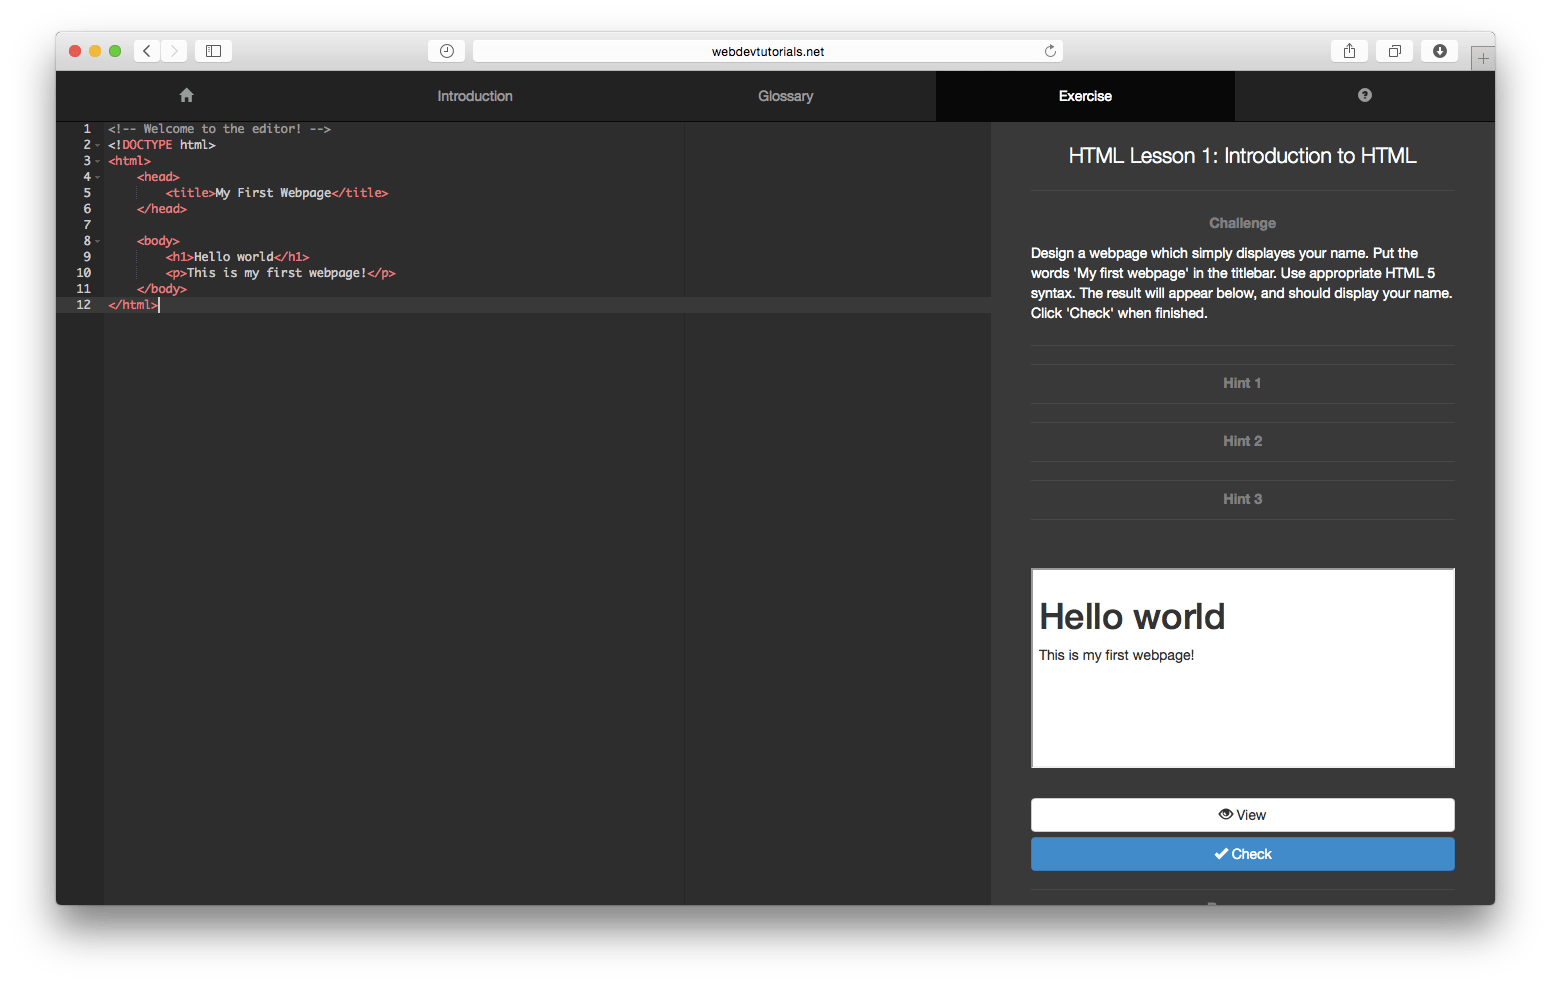 webdevtutorials.net
Introduction
Glossary
Exercise
1 <!-- Welcome to the editor! -->
2 <!DOCTYPE html>
3 <html>
4 <head>
5 <title>My First Webpage</title>
6 </head>
7
8 <body>
9 <h1>Hello world</h1>
10 <p>This is my first webpage!</p>
11 </body>
12 </html>
HTML Lesson 1: Introduction to HTML
Challenge
Design a webpage which simply displayes your name. Put the
words 'My first webpage' in the titlebar. Use appropriate HTML 5
syntax. The result will appear below, and should display your name.
Click 'Check' when finished.
Hint 1
Hint 2
Hint 3
Hello world
This is my first webpage!
View
Check